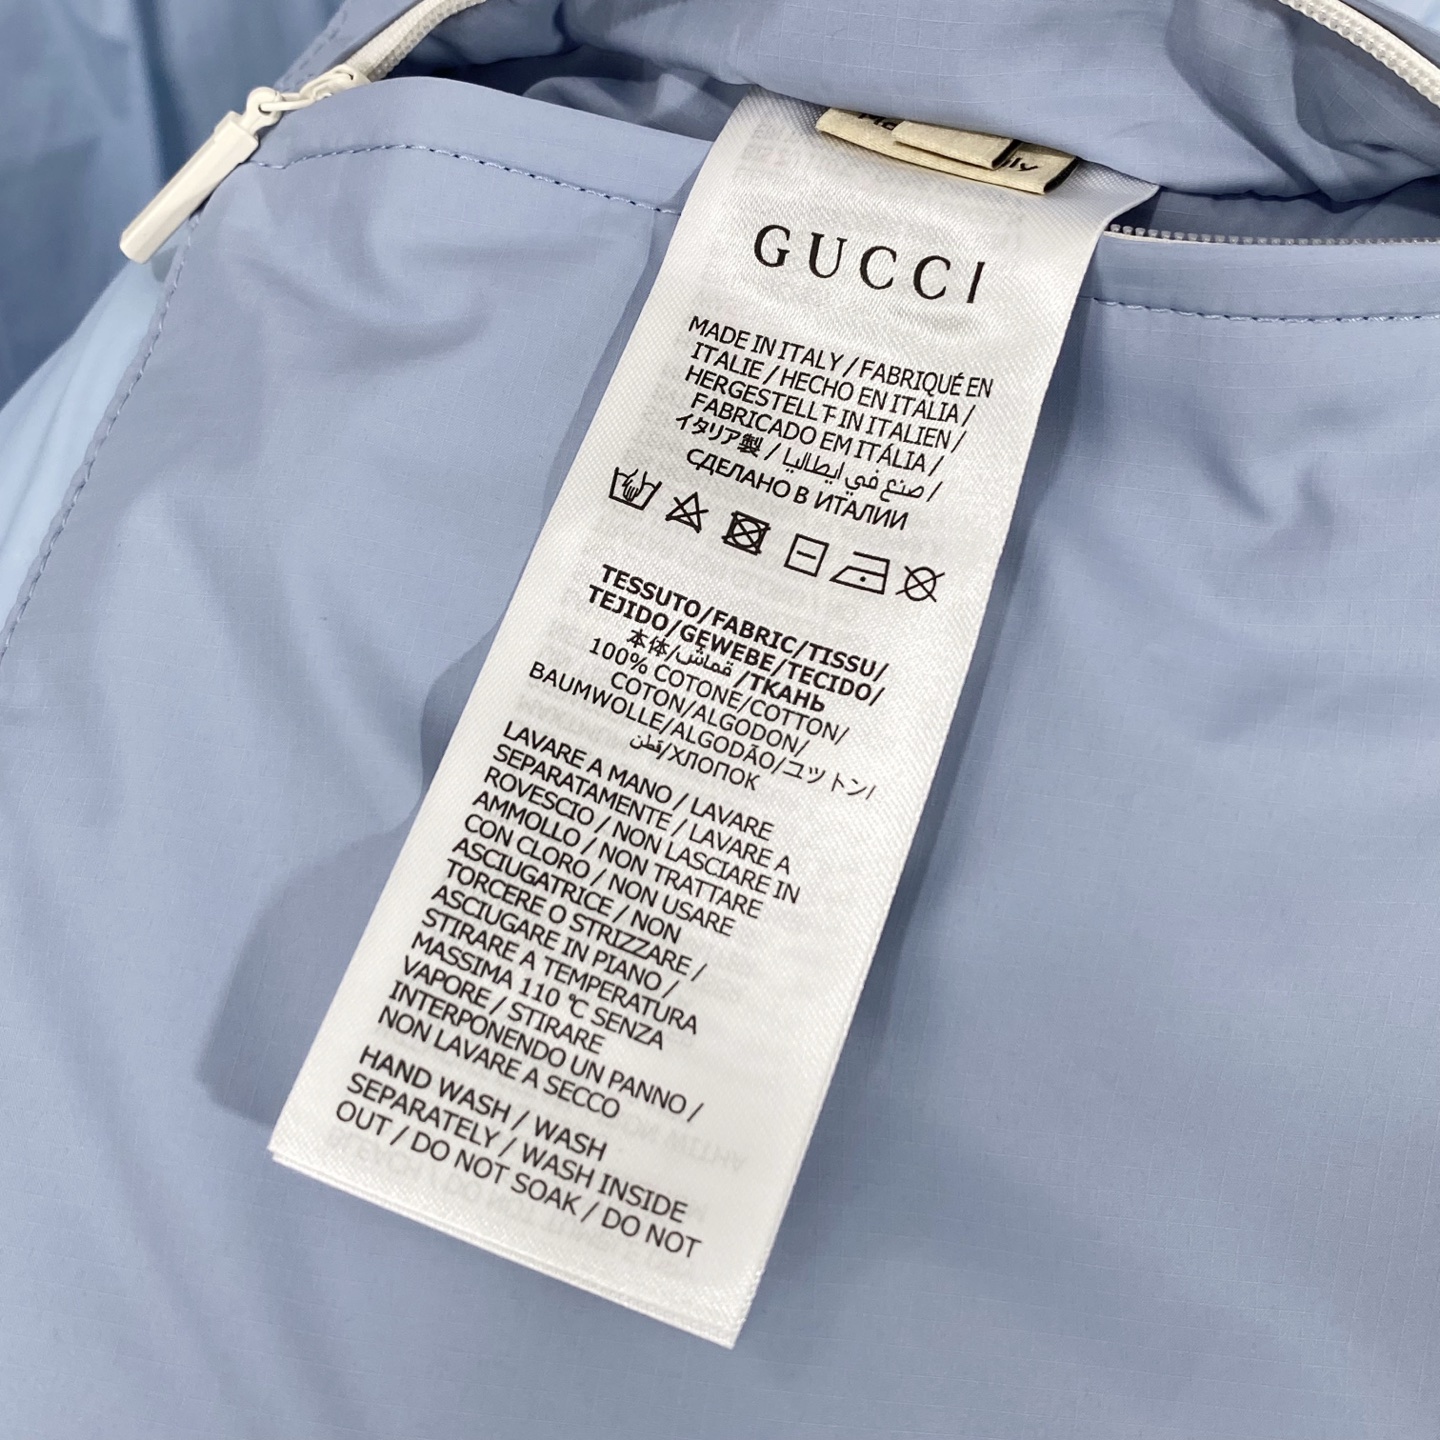 GUCCI
MADE IN ITALY / FABRIQUÉ EN
ITALIE / HECHO EN ITALIA /
HERGESTELLT IN ITALIEN /
FABRICADO EM ITÁLIA /
イタリア製 / صنع في ايطاليا /
СДЕЛАНО В ИТАЛИИ
TESSUTO/FABRIC/TISSU/
TEJIDO/GEWEBE/TECIDO/
本体/قماش/ТКАНЬ
100% COTONE/COTTON/
COTON/ALGODON/
BAUMWOLLE/ALGODÃO/コットン/
قطن/ХЛОПОК
LAVARE A MANO / LAVARE
SEPARATAMENTE / LAVARE A
ROVESCIO / NON LASCIARE IN
AMMOLLO / NON TRATTARE
CON CLORO / NON USARE
ASCIUGATRICE / NON
TORCERE O STRIZZARE /
ASCIUGARE IN PIANO /
STIRARE A TEMPERATURA
MASSIMA 110 °C SENZA
VAPORE / STIRARE
INTERPONENDO UN PANNO /
NON LAVARE A SECCO
HAND WASH / WASH
SEPARATELY / WASH INSIDE
OUT / DO NOT SOAK / DO NOT